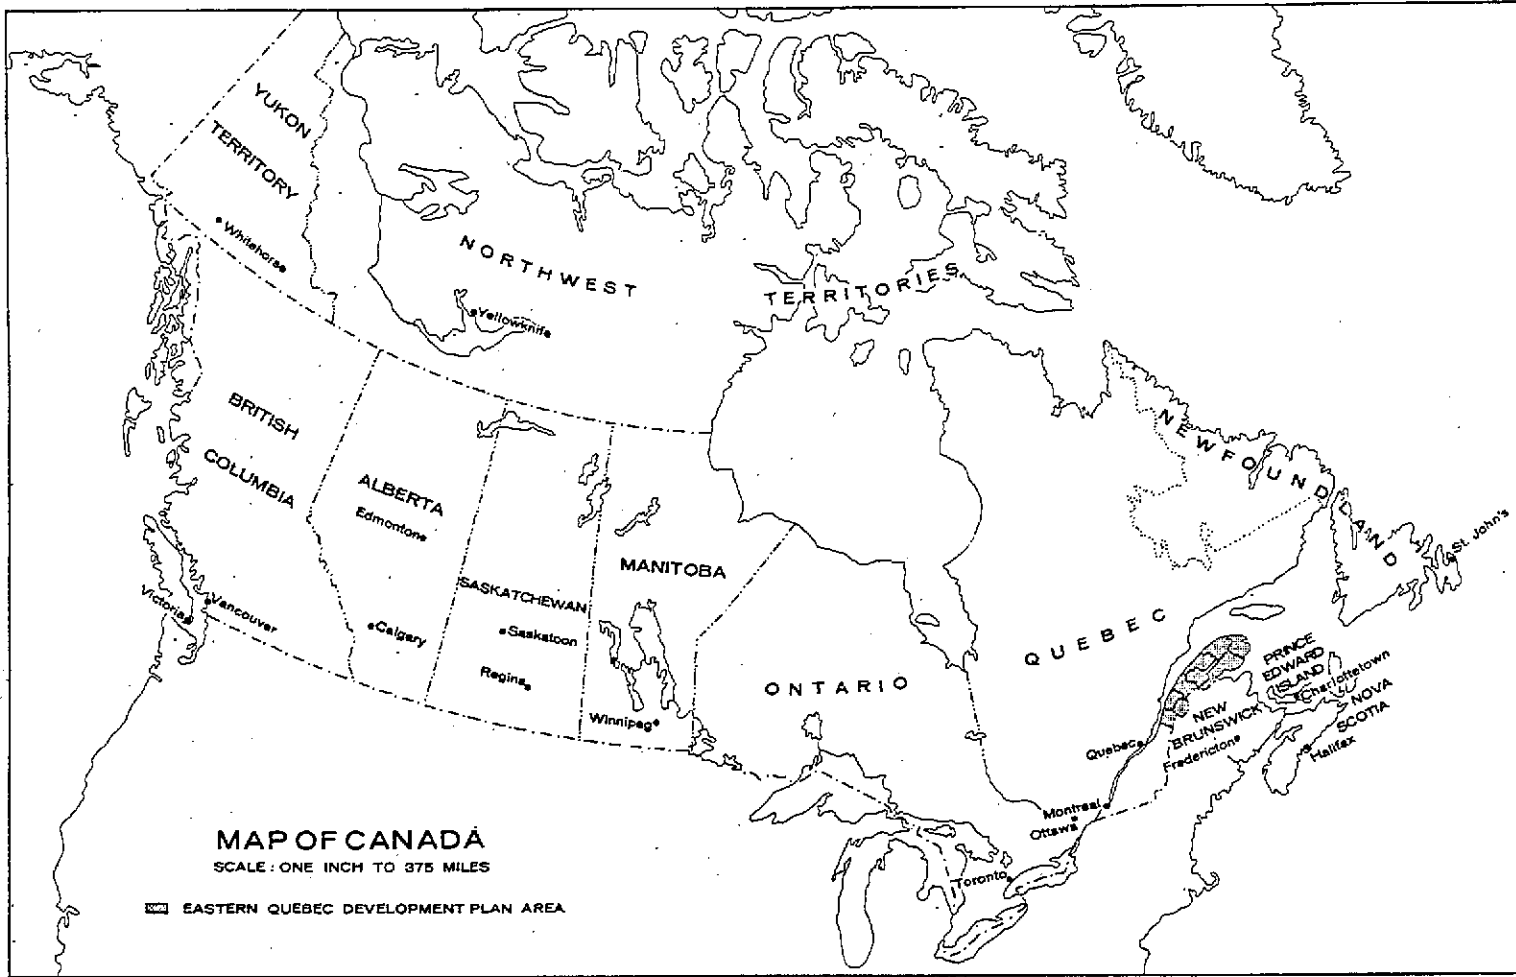 YUKON
TERRITORY
Whitehorse
NORTHWEST
TERRITORIES
Yellowknife
BRITISH
COLUMBIA
ALBERTA
Edmonton
NEWFOUNDLAND
St. John's
MANITOBA
SASKATCHEWAN
Victoria
Vancouver
Calgary
Saskatoon
Regina
Winnipeg
QUEBEC
ONTARIO
PRINCE
EDWARD
ISLAND
Charlottetown
NOVA
SCOTIA
Halifax
NEW
BRUNSWICK
Fredericton
Quebec
Montreal
Ottawa
Toronto
MAP OF CANADA
SCALE: ONE INCH TO 375 MILES
EASTERN QUEBEC DEVELOPMENT PLAN AREA